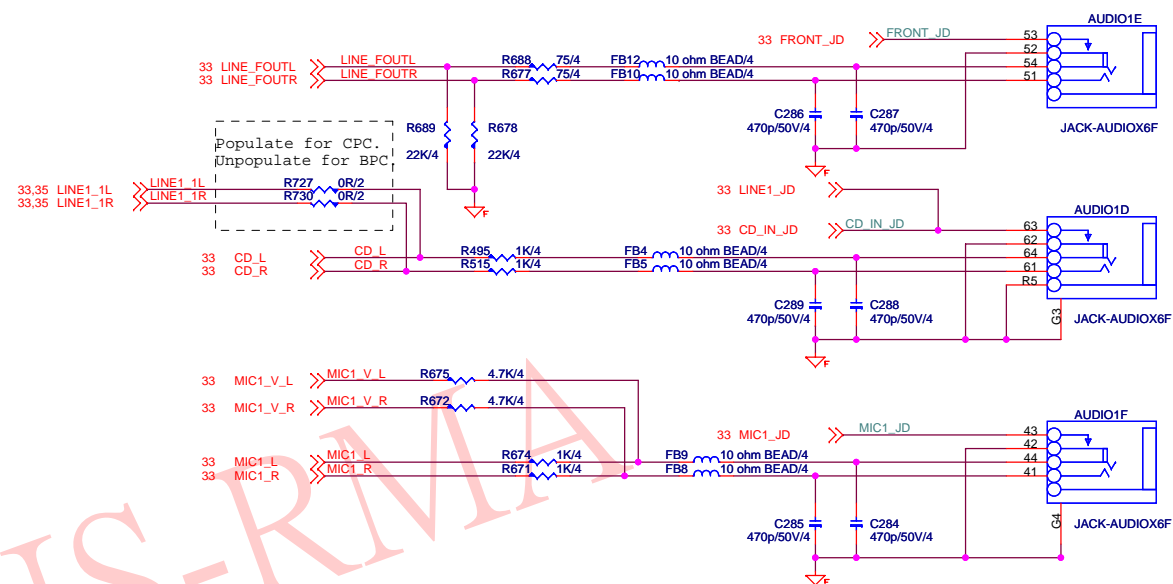 AUDIO1E
33 FRONT_JD FRONT_JD 53
52
33 LINE_FOUTL LINE_FOUTL R688 75/4 FB12 10 ohm BEAD/4 54
33 LINE_FOUTR LINE_FOUTR R677 75/4 FB10 10 ohm BEAD/4 51
C286 470p/50V/4 C287 470p/50V/4
R689 22K/4 R678 22K/4
JACK-AUDIOX6F
F
Populate for CPC.
Unpopulate for BPC.
F
33,35 LINE1_1L LINE1_1L R727 0R/2
33,35 LINE1_1R LINE1_1R R730 0R/2
33 LINE1_JD
AUDIO1D
33 CD_IN_JD CD_IN_JD 63
62
33 CD_L CD_L R495 1K/4 FB4 10 ohm BEAD/4 64
33 CD_R CD_R R515 1K/4 FB5 10 ohm BEAD/4 61
R5
C289 470p/50V/4 C288 470p/50V/4
G3 JACK-AUDIOX6F
F
33 MIC1_V_L MIC1_V_L R675 4.7K/4
33 MIC1_V_R MIC1_V_R R672 4.7K/4
AUDIO1F
33 MIC1_JD MIC1_JD 43
42
33 MIC1_L MIC1_L R674 1K/4 FB9 10 ohm BEAD/4 44
33 MIC1_R MIC1_R R671 1K/4 FB8 10 ohm BEAD/4 41
C285 470p/50V/4 C284 470p/50V/4
G4 JACK-AUDIOX6F
F
S-RMA